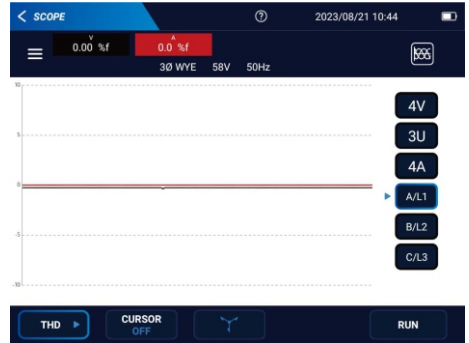 < SCOPE
?
2023/08/21 10:44
V
0.00 %f
A
0.0 %f
3Ø WYE 58V 50Hz
10
5
0
-5
-10
4V
3U
4A
A/L1
B/L2
C/L3
THD
CURSOR
OFF
RUN